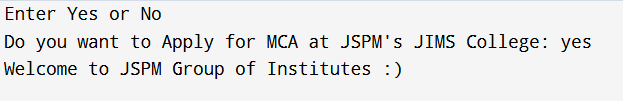 Enter Yes or No
Do you want to Apply for MCA at JSPM's JIMS College: yes
Welcome to JSPM Group of Institutes :)